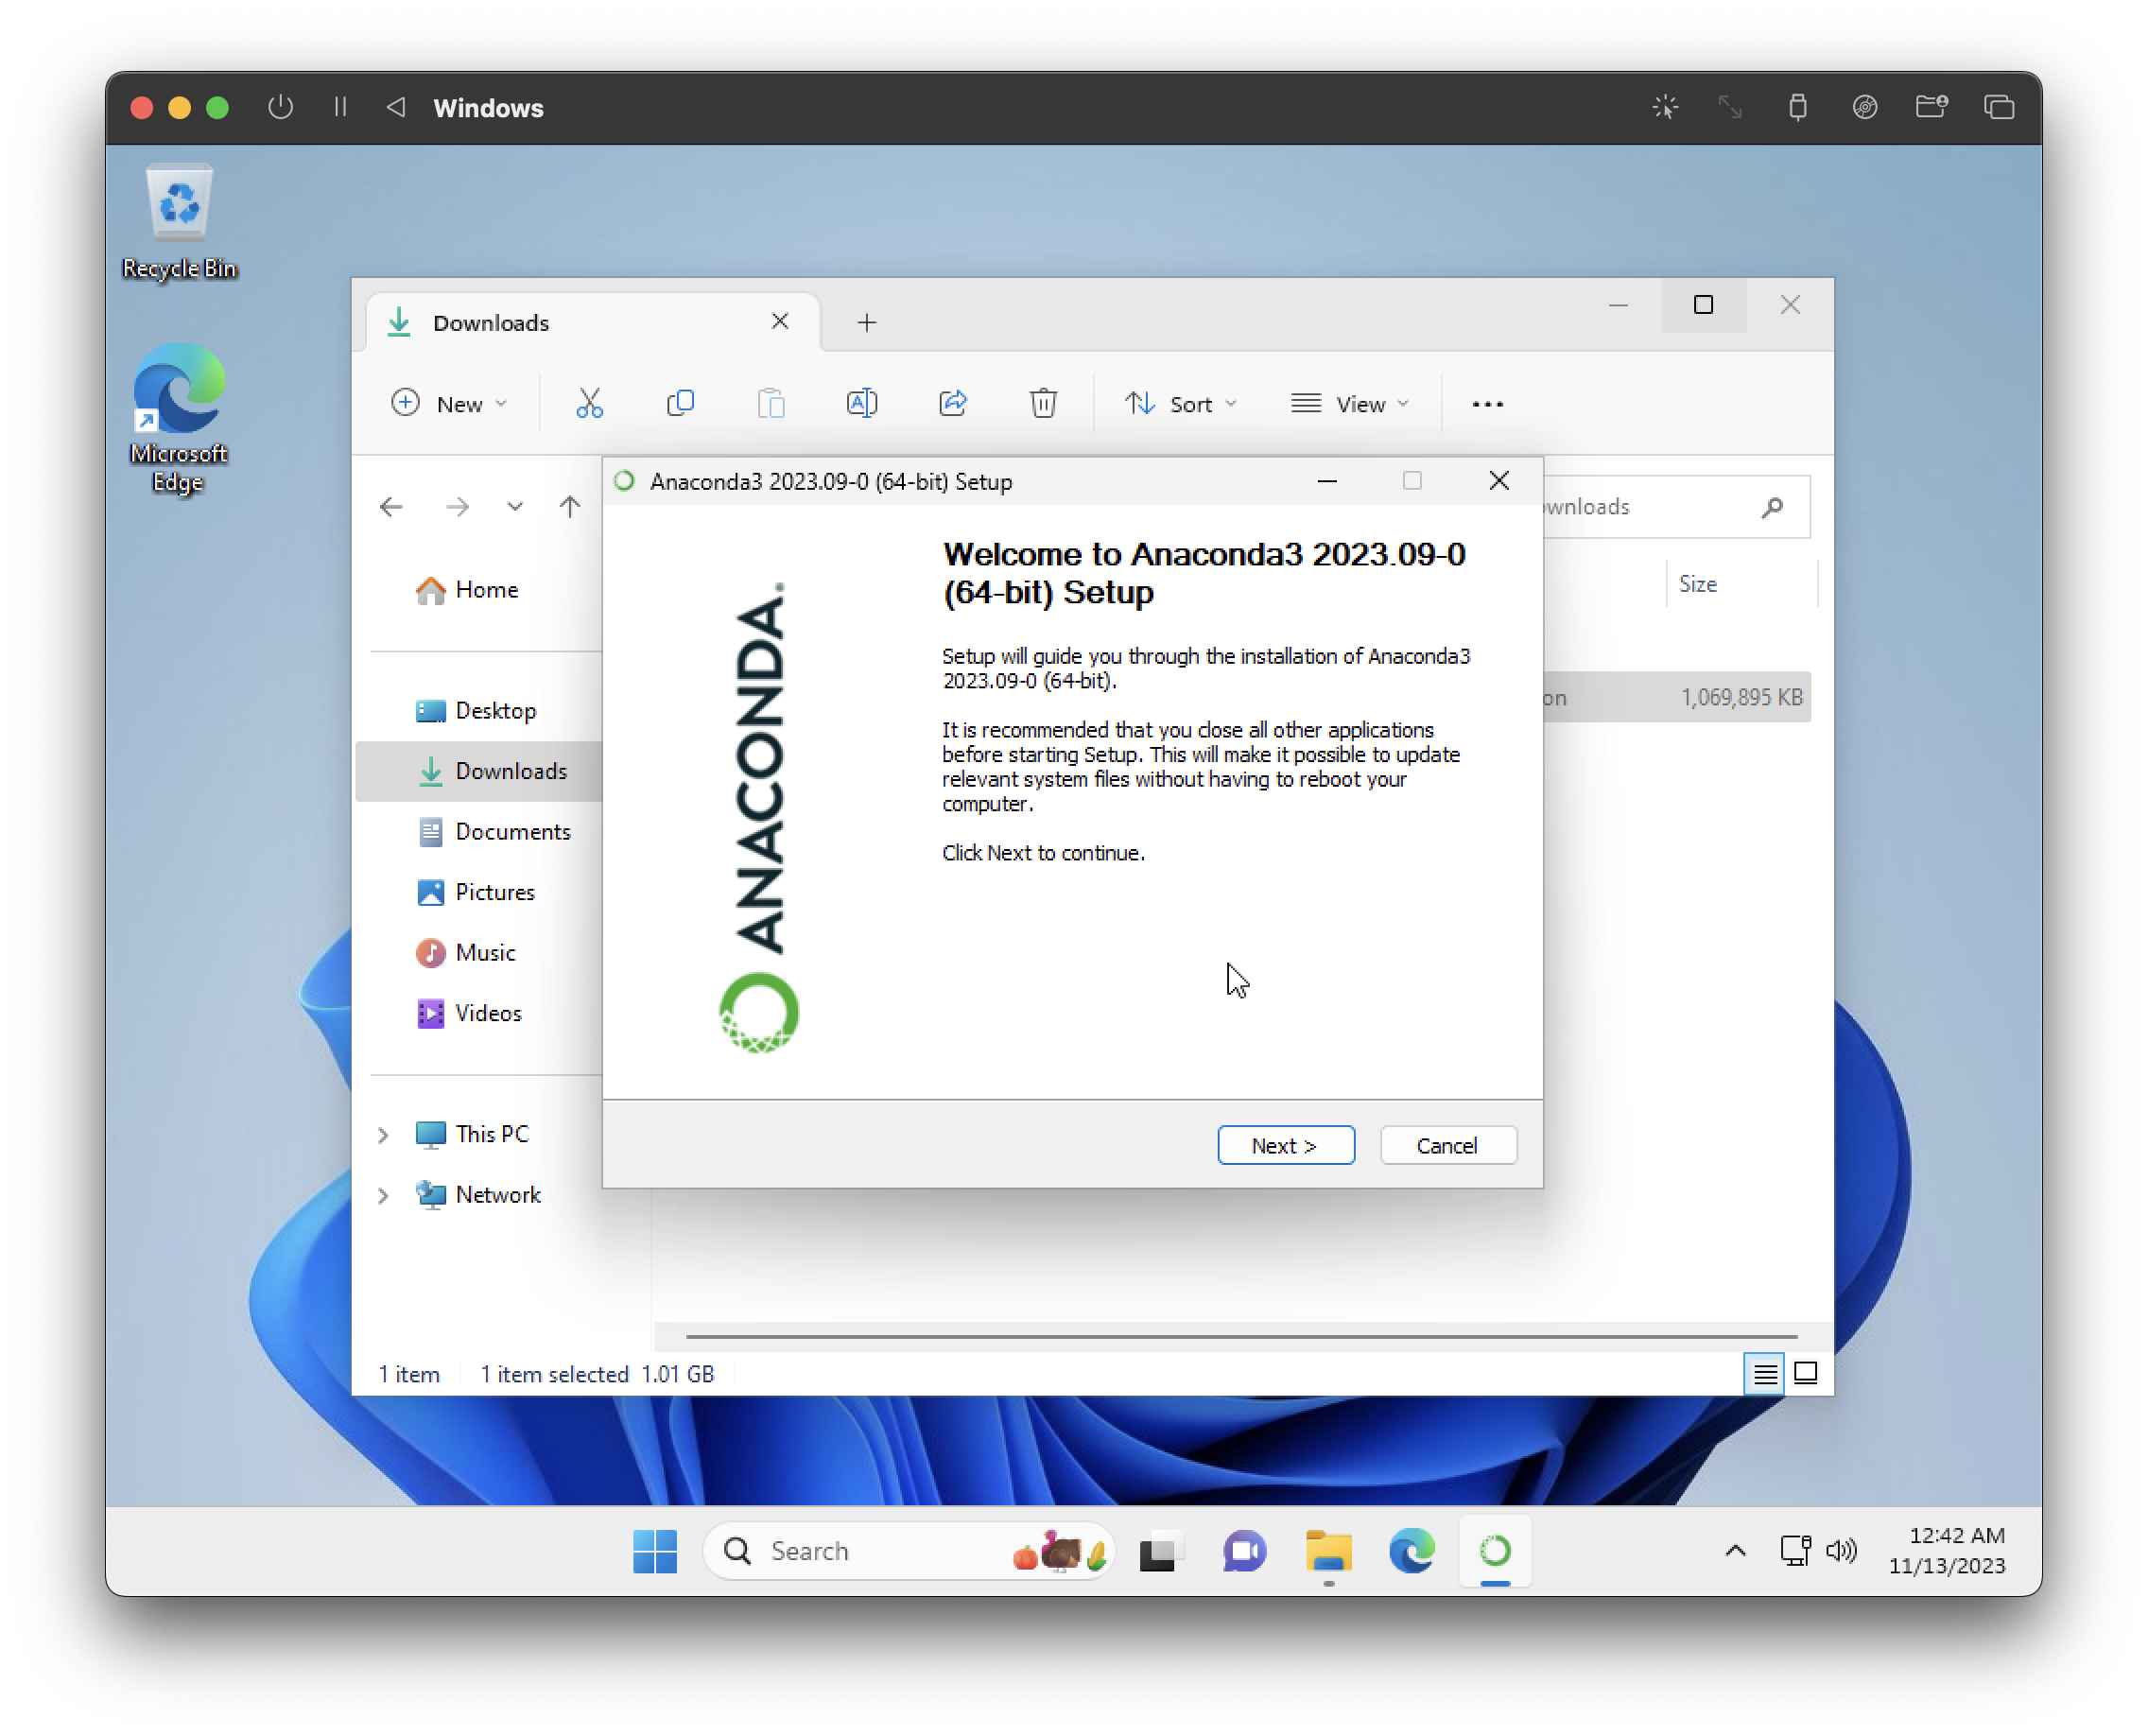 Windows
Recycle Bin
Microsoft
Edge
Downloads
New
Sort
View
Anaconda3 2023.09-0 (64-bit) Setup
Home
Desktop
Downloads
Documents
Pictures
Music
Videos
This PC
Network
ANACONDA.
Welcome to Anaconda3 2023.09-0
(64-bit) Setup
Setup will guide you through the installation of Anaconda3
2023.09-0 (64-bit).
It is recommended that you close all other applications
before starting Setup. This will make it possible to update
relevant system files without having to reboot your
computer.
Click Next to continue.
Next >
Cancel
Size
1,069,895 KB
1 item
1 item selected 1.01 GB
Search
12:42 AM
11/13/2023